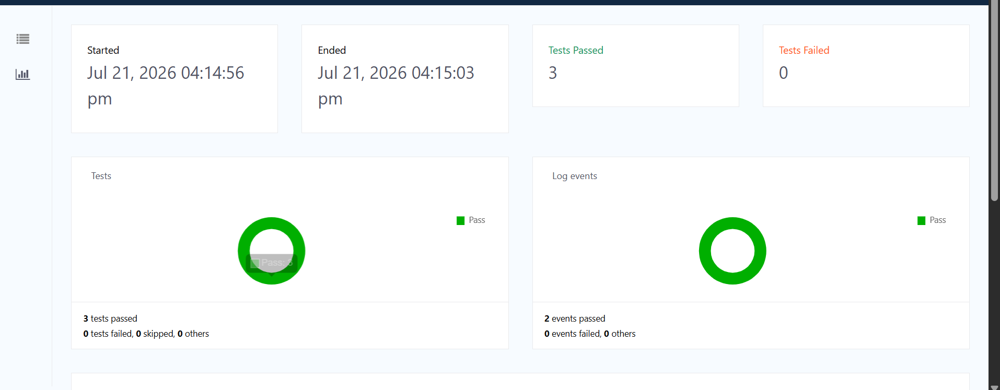 Started
Jul 21, 2026 04:14:56
pm
Ended
Jul 21, 2026 04:15:03
pm
Tests Passed
3
Tests Failed
0
Tests
Pass
Pass: 3
3 tests passed
0 tests failed, 0 skipped, 0 others
Log events
Pass
2 events passed
0 events failed, 0 others